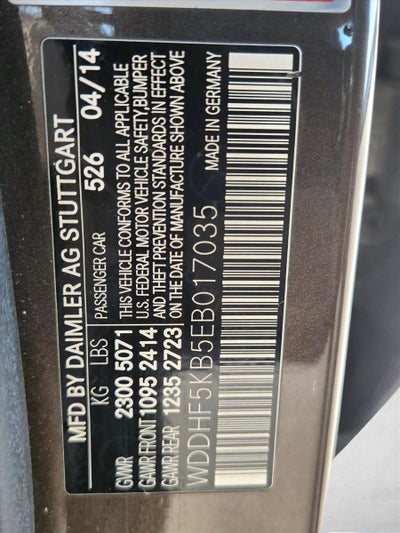 MFD BY DAIMLER AG STUTTGART
KG LBS PASSENGER CAR 526 04/14
GVWR 2300 5071 THIS VEHICLE CONFORMS TO ALL APPLICABLE
GAWR FRONT 1095 2414 U.S. FEDERAL MOTOR VEHICLE SAFETY, BUMPER
GAWR REAR 1235 2723 AND THEFT PREVENTION STANDARDS IN EFFECT
ON THE DATE OF MANUFACTURE SHOWN ABOVE
WDDHF5KB5EB017035 MADE IN GERMANY